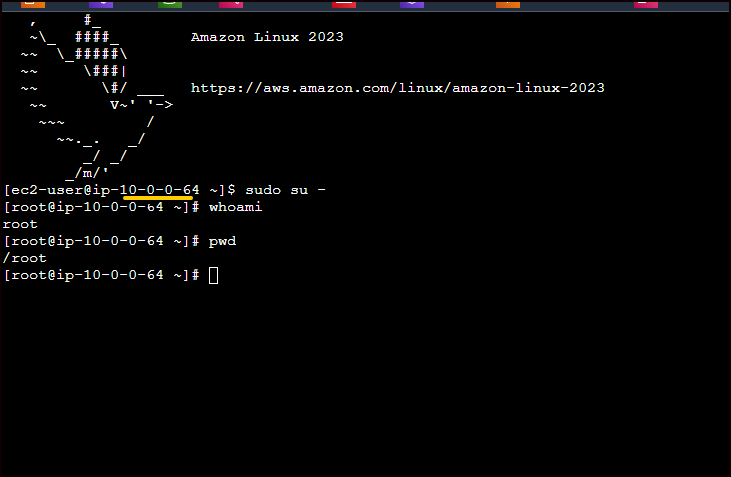 ,     #_
   ~\_  ####_        Amazon Linux 2023
  ~~  \_#####\
  ~~     \###|
  ~~       \#/ ___   https://aws.amazon.com/linux/amazon-linux-2023
   ~~       V~' '->
    ~~~         /
      ~~._.   _/
         _/ _/
       _/m/'
[ec2-user@ip-10-0-0-64 ~]$ sudo su -
[root@ip-10-0-0-64 ~]# whoami
root
[root@ip-10-0-0-64 ~]# pwd
/root
[root@ip-10-0-0-64 ~]#